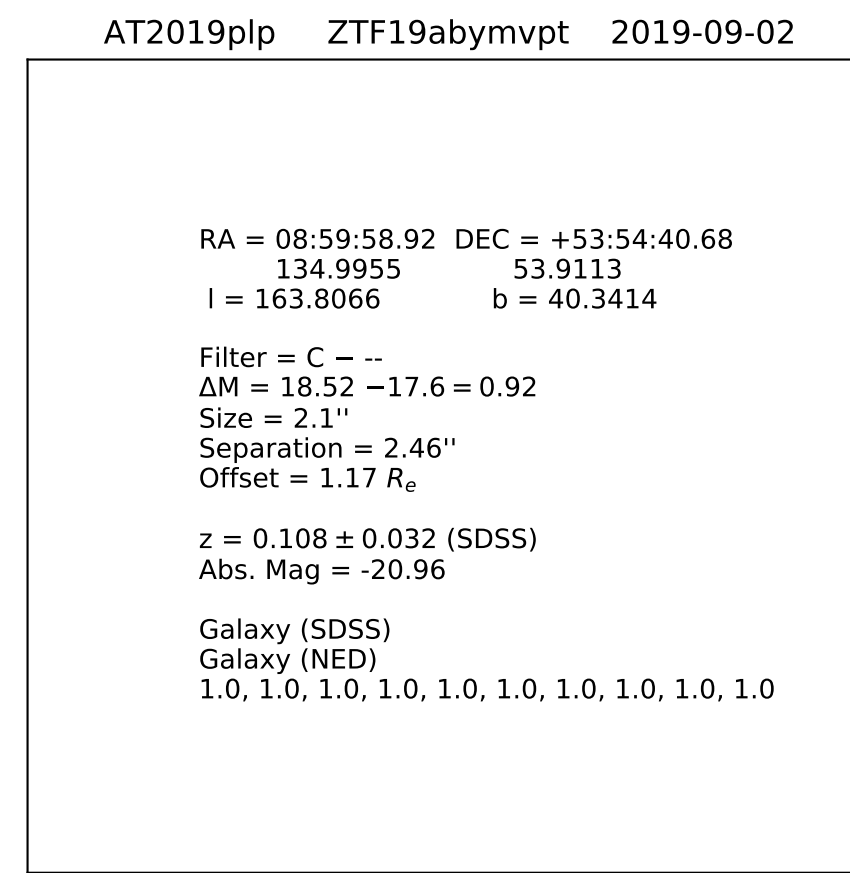 AT2019plp ZTF19abymvpt 2019-09-02
RA = 08:59:58.92 DEC = +53:54:40.68
134.9955 53.9113
l = 163.8066 b = 40.3414
Filter = C − --
ΔM = 18.52 −17.6 = 0.92
Size = 2.1''
Separation = 2.46''
Offset = 1.17 Re
z = 0.108 ± 0.032 (SDSS)
Abs. Mag = -20.96
Galaxy (SDSS)
Galaxy (NED)
1.0, 1.0, 1.0, 1.0, 1.0, 1.0, 1.0, 1.0, 1.0, 1.0